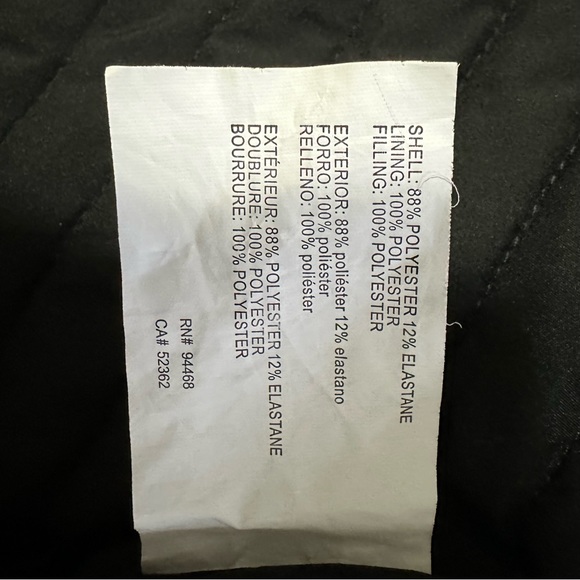 SHELL: 88% POLYESTER 12% ELASTANE
LINING: 100% POLYESTER
FILLING: 100% POLYESTER
EXTERIOR: 88% poliéster 12% elastano
FORRO: 100% poliéster
RELLENO: 100% poliéster
EXTÉRIEUR: 88% POLYESTER 12% ELASTANE
DOUBLURE: 100% POLYESTER
BOURRURE: 100% POLYESTER
RN# 94468
CA# 52362